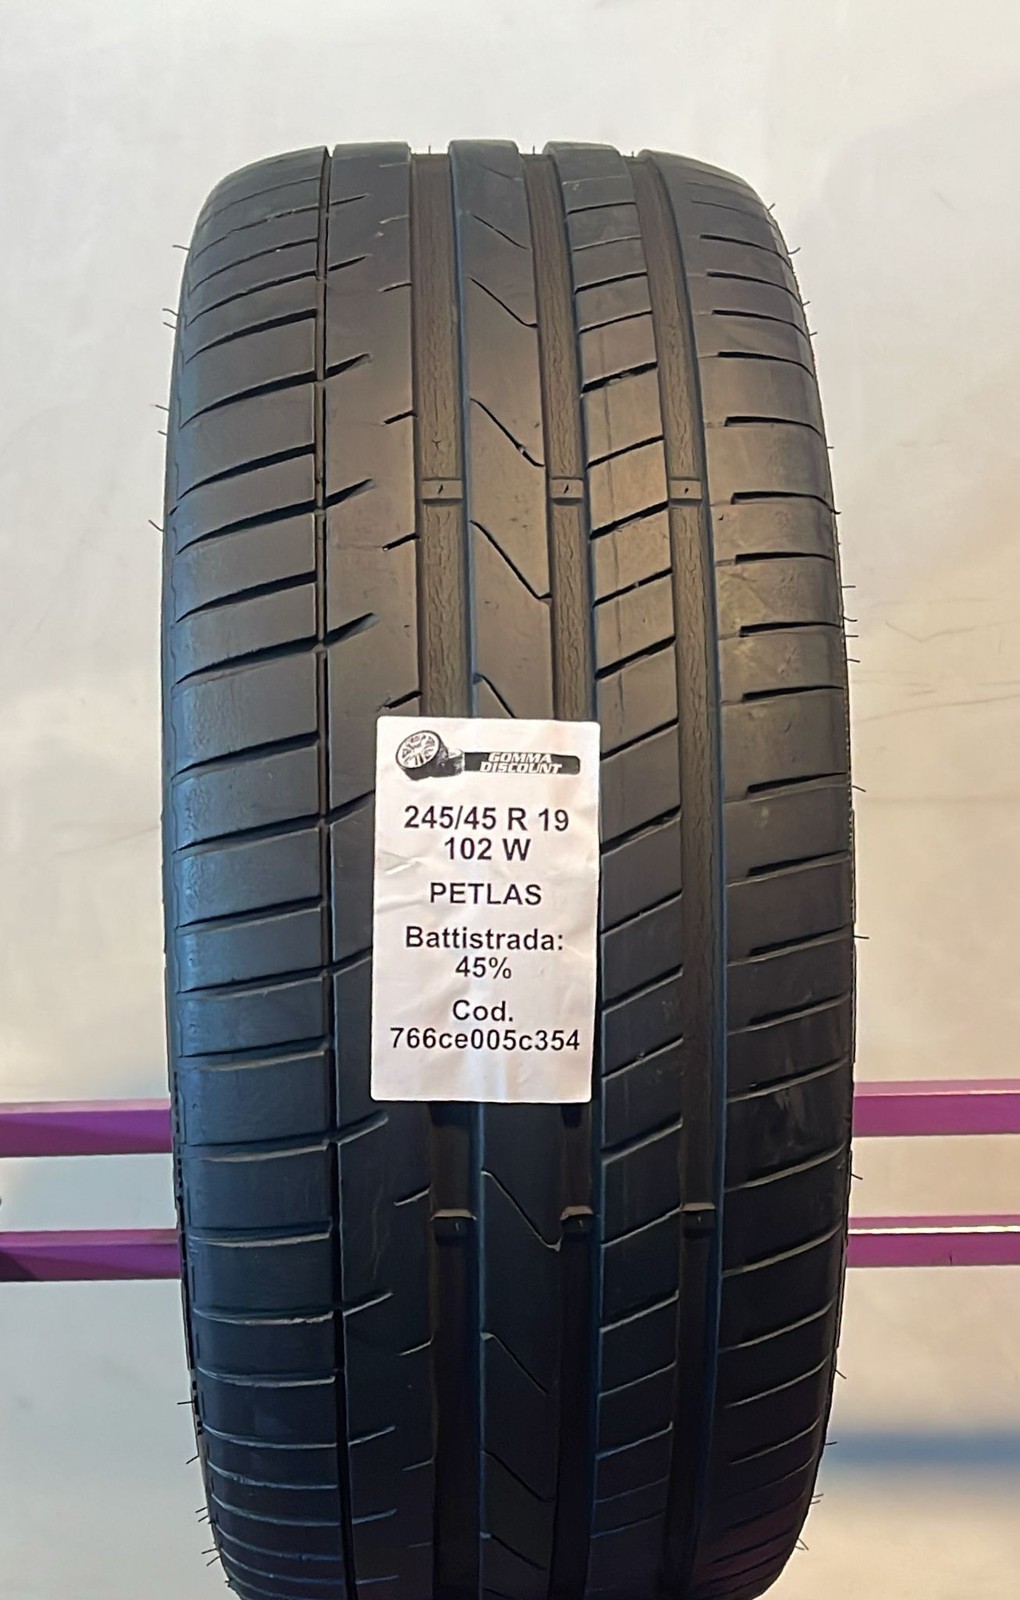 GOMMA
DISCOUNT
245/45 R 19
102 W
PETLAS
Battistrada:
45%
Cod.
766ce005c354